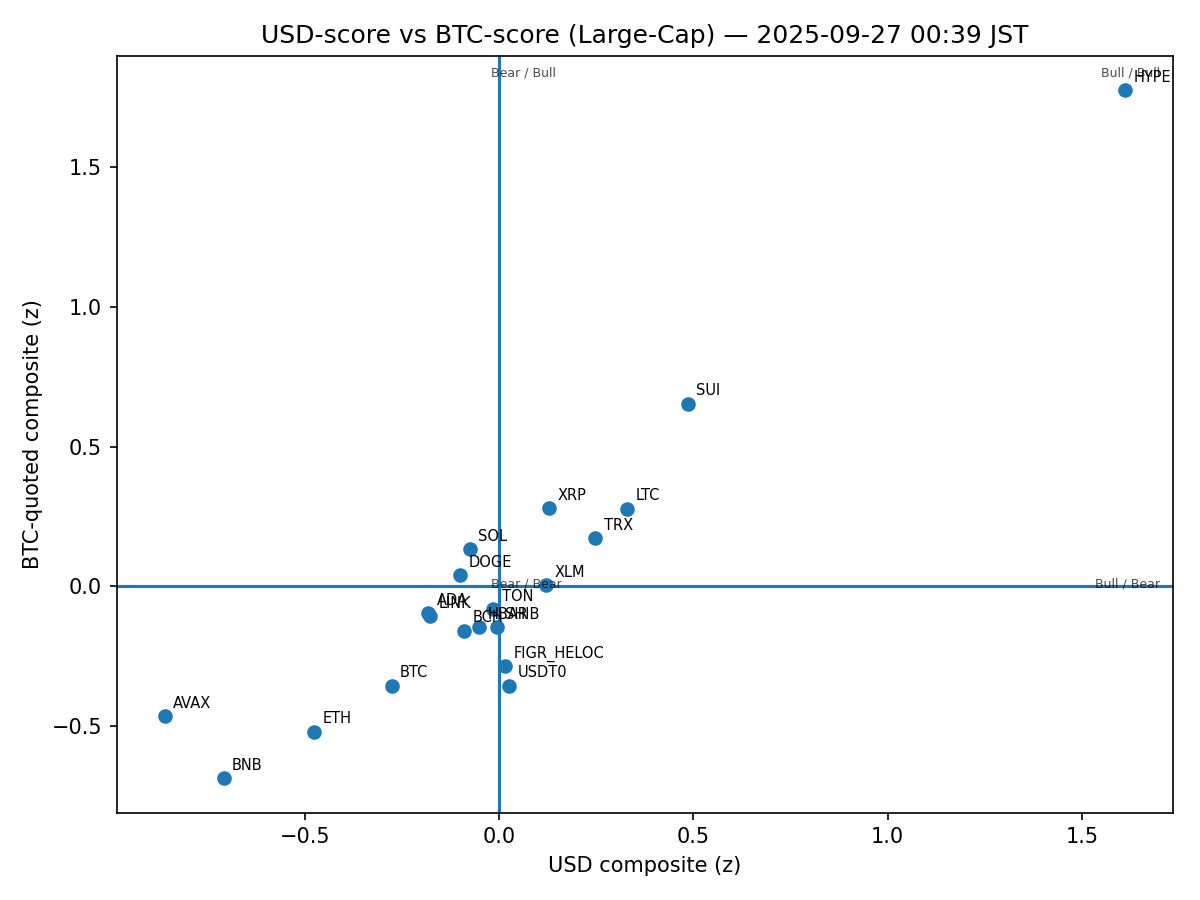 USD-score vs BTC-score (Large-Cap) — 2025-09-27 00:39 JST
Bear / Bull
Bull / Bull
HYPE
1.5
1.0
SUI
0.5
XRP
LTC
TRX
SOL
DOGE
XLM
0.0
Bear / Bear
Bull / Bear
TON
ADA
LINK
BCH
HBAR
SHIB
FIGR_HELOC
USDT0
BTC
AVAX
−0.5
ETH
BNB
−0.5
0.0
0.5
1.0
1.5
USD composite (z)
BTC-quoted composite (z)